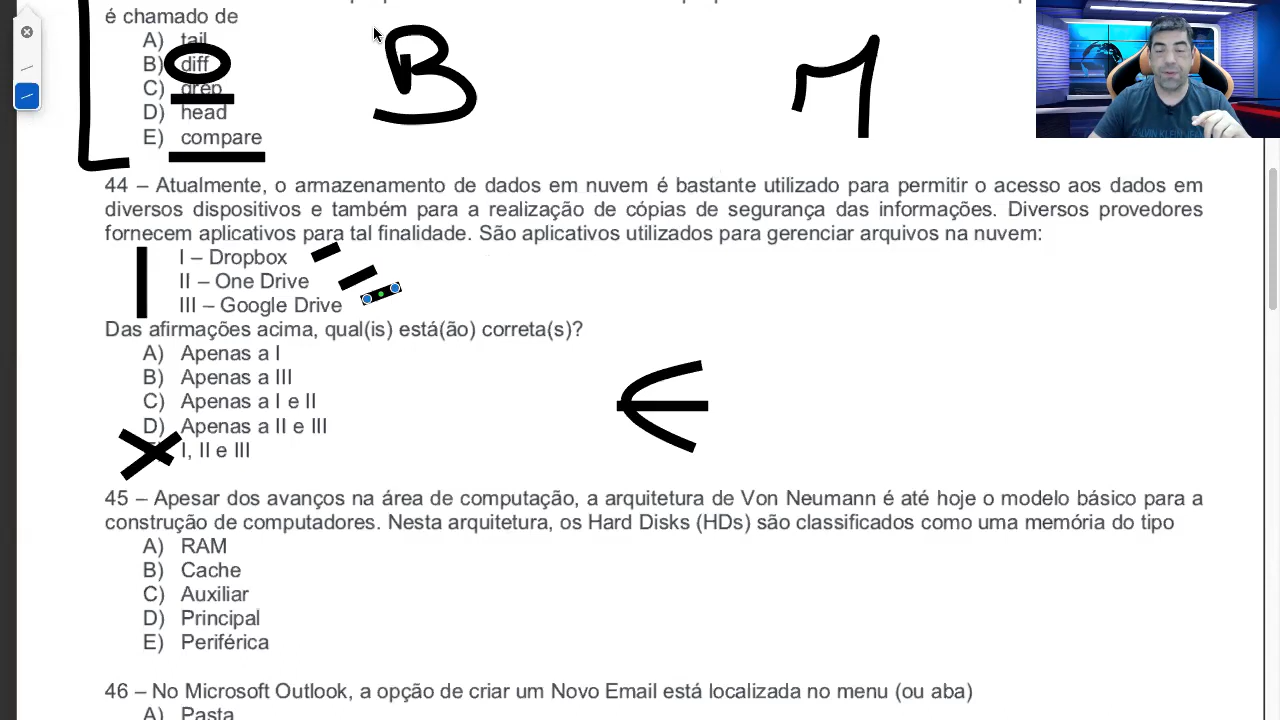 é chamado de
A) tail
B) diff
C) grep
D) head
E) compare
B
44 – Atualmente, o armazenamento de dados em nuvem é bastante utilizado para permitir o acesso aos dados em
diversos dispositivos e também para a realização de cópias de segurança das informações. Diversos provedores
fornecem aplicativos para tal finalidade. São aplicativos utilizados para gerenciar arquivos na nuvem:
I – Dropbox
II – One Drive
III – Google Drive
Das afirmações acima, qual(is) está(ão) correta(s)?
A) Apenas a I
B) Apenas a III
C) Apenas a I e II
D) Apenas a II e III
I, II e III
E
45 – Apesar dos avanços na área de computação, a arquitetura de Von Neumann é até hoje o modelo básico para a
construção de computadores. Nesta arquitetura, os Hard Disks (HDs) são classificados como uma memória do tipo
A) RAM
B) Cache
C) Auxiliar
D) Principal
E) Periférica
46 – No Microsoft Outlook, a opção de criar um Novo Email está localizada no menu (ou aba)
A) Pasta